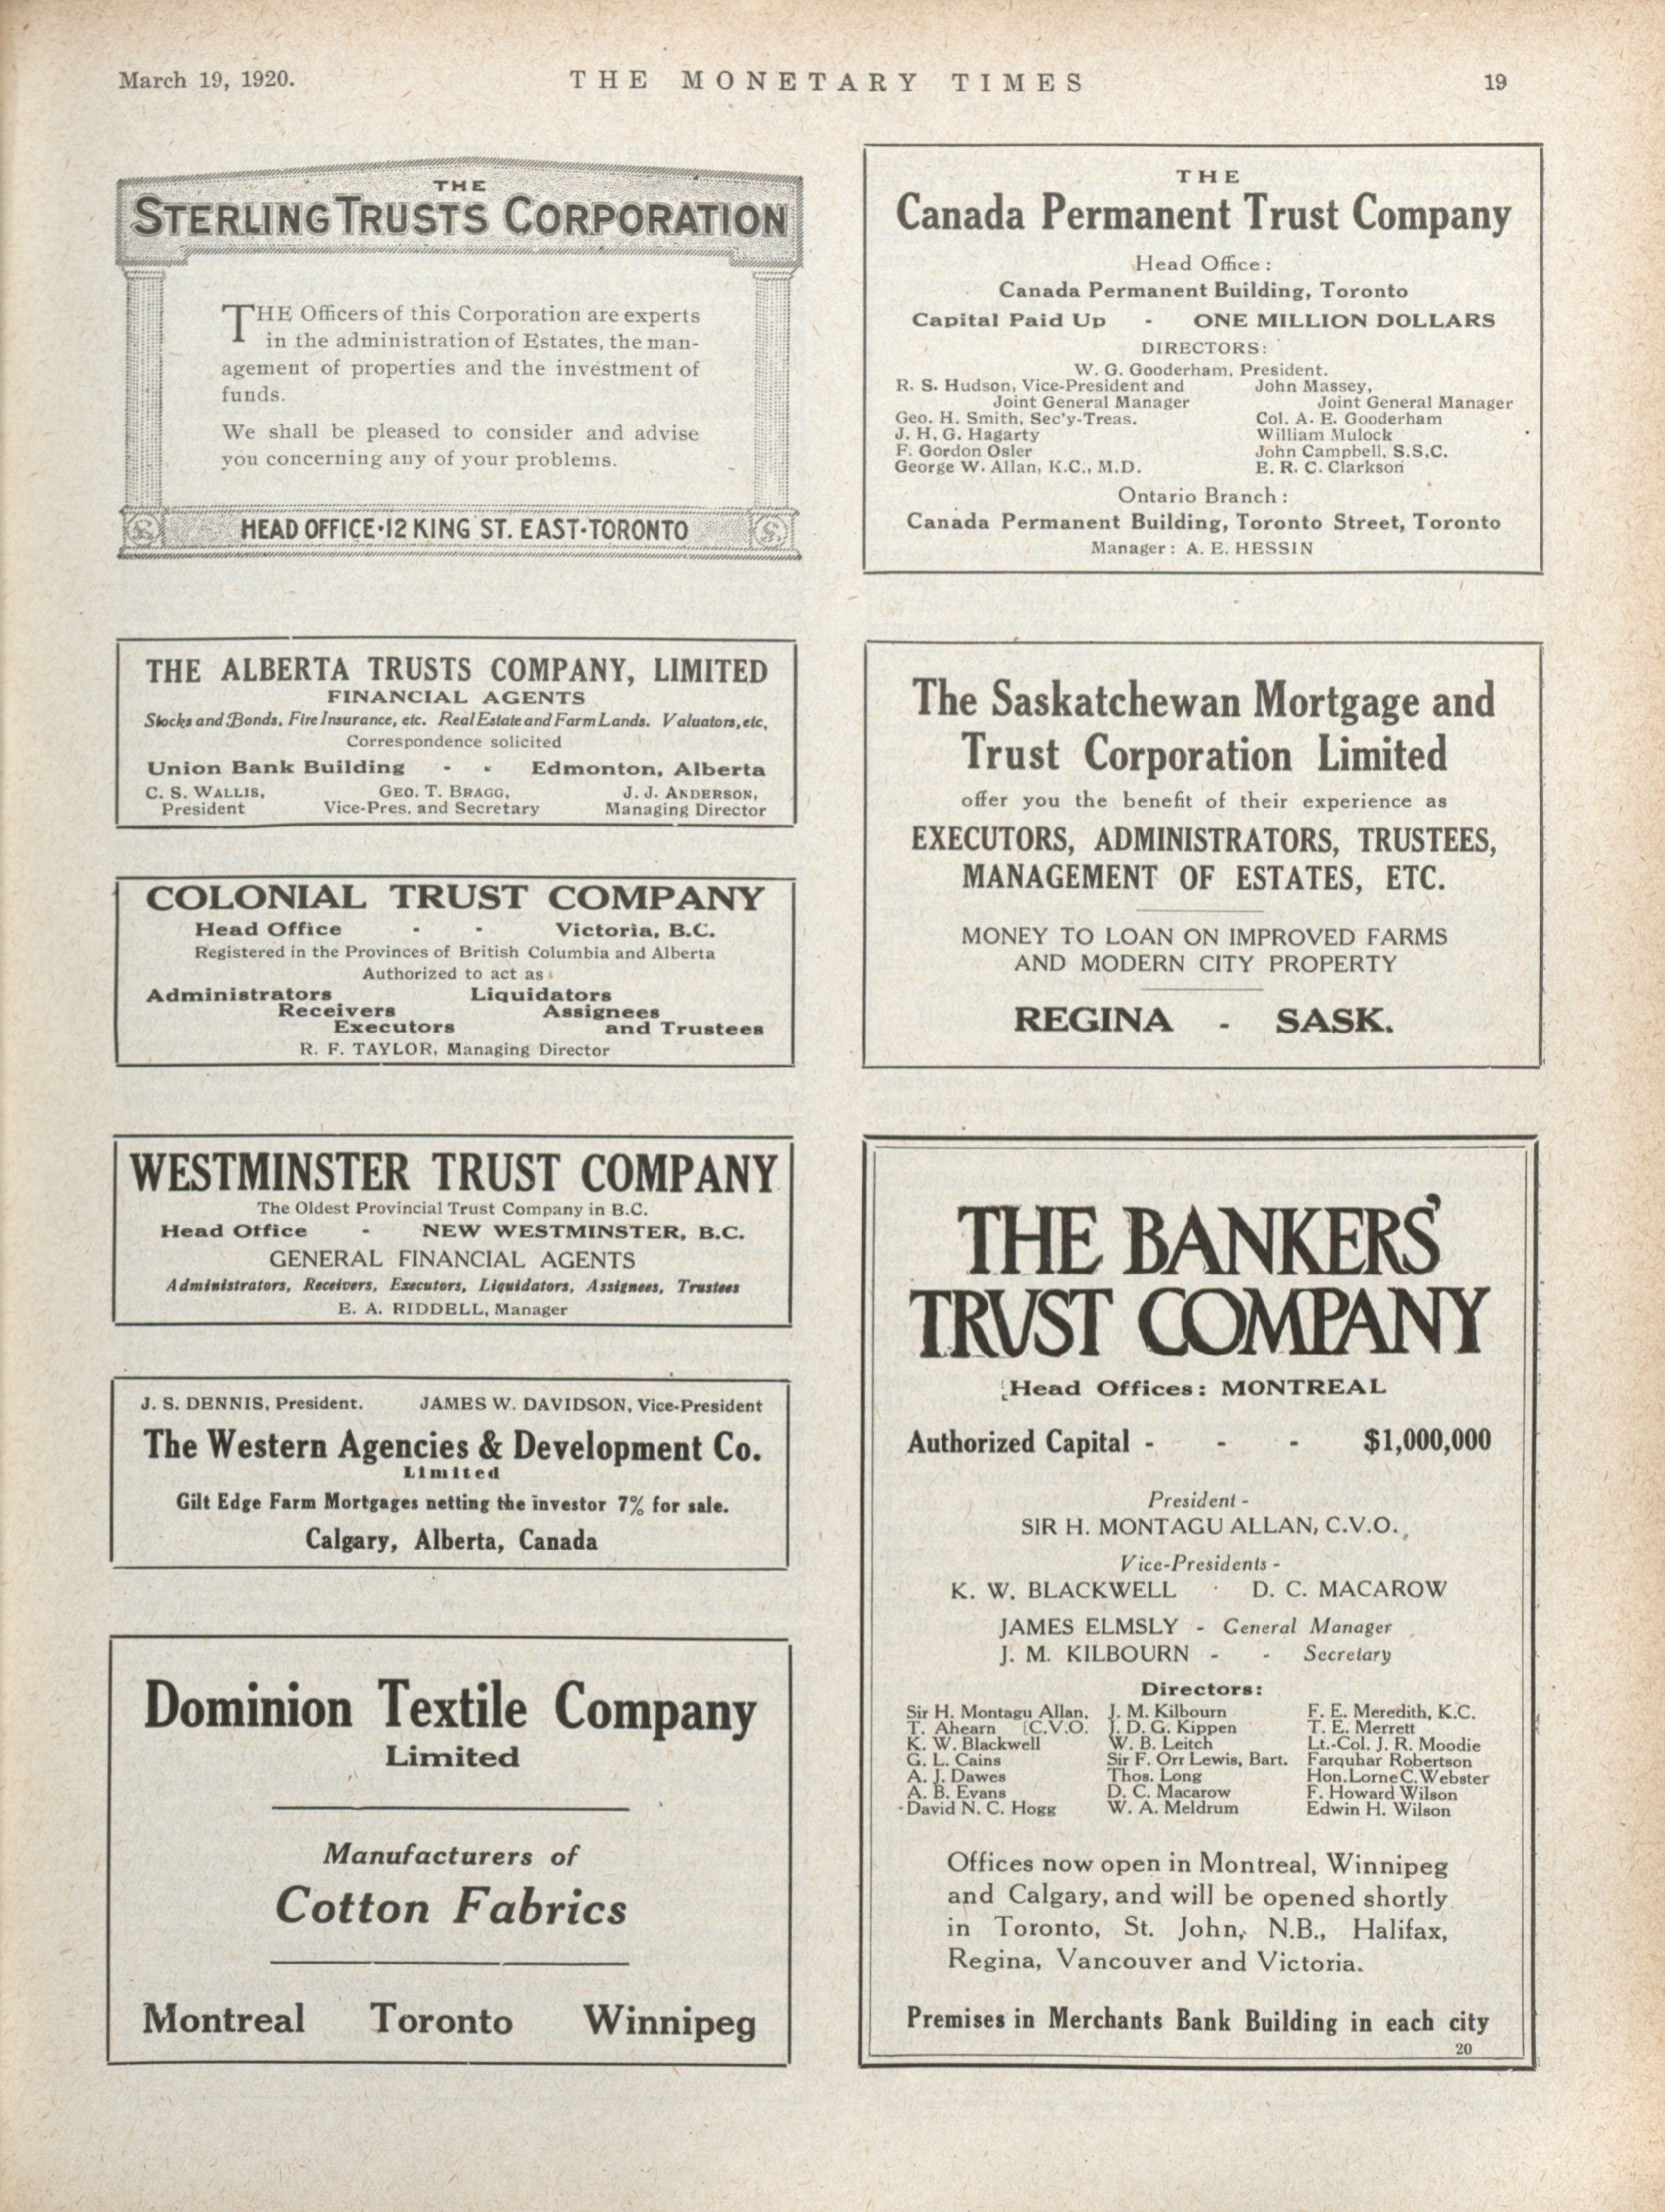 March 19, 1920.
THE MONETARY TIMES
19
THE
STERLING TRUSTS CORPORATION
THE Officers of this Corporation are experts
in the administration of Estates, the man-
agement of properties and the investment of
funds.
We shall be pleased to consider and advise
you concerning any of your problems.
HEAD OFFICE·12 KING ST. EAST·TORONTO
THE ALBERTA TRUSTS COMPANY, LIMITED
FINANCIAL AGENTS
Stocks and Bonds, Fire Insurance, etc. Real Estate and Farm Lands. Valuators, etc,
Correspondence solicited
Union Bank Building - - Edmonton, Alberta
C. S. WALLIS, GEO. T. BRAGG, J. J. ANDERSON,
President Vice-Pres. and Secretary Managing Director
COLONIAL TRUST COMPANY
Head Office - - Victoria, B.C.
Registered in the Provinces of British Columbia and Alberta
Authorized to act as
Administrators Liquidators
Receivers Assignees
Executors and Trustees
R. F. TAYLOR, Managing Director
WESTMINSTER TRUST COMPANY
The Oldest Provincial Trust Company in B.C.
Head Office - NEW WESTMINSTER, B.C.
GENERAL FINANCIAL AGENTS
Administrators, Receivers, Executors, Liquidators, Assignees, Trustees
E. A. RIDDELL, Manager
J. S. DENNIS, President. JAMES W. DAVIDSON, Vice-President
The Western Agencies & Development Co.
Limited
Gilt Edge Farm Mortgages netting the investor 7% for sale.
Calgary, Alberta, Canada
Dominion Textile Company
Limited
Manufacturers of
Cotton Fabrics
Montreal Toronto Winnipeg
THE
Canada Permanent Trust Company
Head Office :
Canada Permanent Building, Toronto
Capital Paid Up - ONE MILLION DOLLARS
DIRECTORS:
W. G. Gooderham, President.
R. S. Hudson, Vice-President and John Massey,
Joint General Manager Joint General Manager
Geo. H. Smith, Sec'y-Treas. Col. A. E. Gooderham
J. H. G. Hagarty William Mulock
F. Gordon Osler John Campbell, S.S.C.
George W. Allan, K.C., M.D. E. R. C. Clarkson
Ontario Branch :
Canada Permanent Building, Toronto Street, Toronto
Manager : A. E. HESSIN
The Saskatchewan Mortgage and
Trust Corporation Limited
offer you the benefit of their experience as
EXECUTORS, ADMINISTRATORS, TRUSTEES,
MANAGEMENT OF ESTATES, ETC.
MONEY TO LOAN ON IMPROVED FARMS
AND MODERN CITY PROPERTY
REGINA - SASK.
THE BANKERS'
TRVST COMPANY
Head Offices: MONTREAL
Authorized Capital - - - $1,000,000
President -
SIR H. MONTAGU ALLAN, C.V.O.
Vice-Presidents -
K. W. BLACKWELL · D. C. MACAROW
JAMES ELMSLY - General Manager
J. M. KILBOURN - - Secretary
Directors:
Sir H. Montagu Allan, J. M. Kilbourn F. E. Meredith, K.C.
T. Ahearn [C.V.O. J. D. G. Kippen T. E. Merrett
K. W. Blackwell W. B. Leitch Lt.-Col. J. R. Moodie
G. L. Cains Sir F. Orr Lewis, Bart. Farquhar Robertson
A. J. Dawes Thos. Long Hon. Lorne C. Webster
A. B. Evans D. C. Macarow F. Howard Wilson
David N. C. Hogg W. A. Meldrum Edwin H. Wilson
Offices now open in Montreal, Winnipeg
and Calgary, and will be opened shortly
in Toronto, St. John, N.B., Halifax,
Regina, Vancouver and Victoria.
Premises in Merchants Bank Building in each city
20